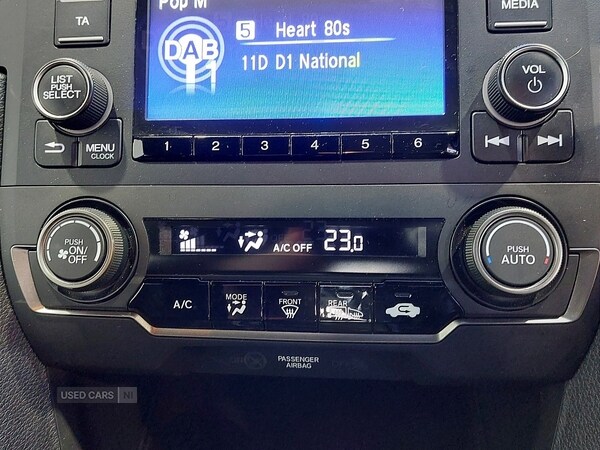 Pop M
TA
MEDIA
DAB
5 Heart 80s
11D D1 National
LIST
PUSH
SELECT
VOL
1 2 3 4 5 6
MENU
CLOCK
PUSH
ON/
OFF
A/C OFF 23.0
PUSH
AUTO
A/C
MODE
FRONT
REAR
PASSENGER
AIRBAG
USED CARS NI